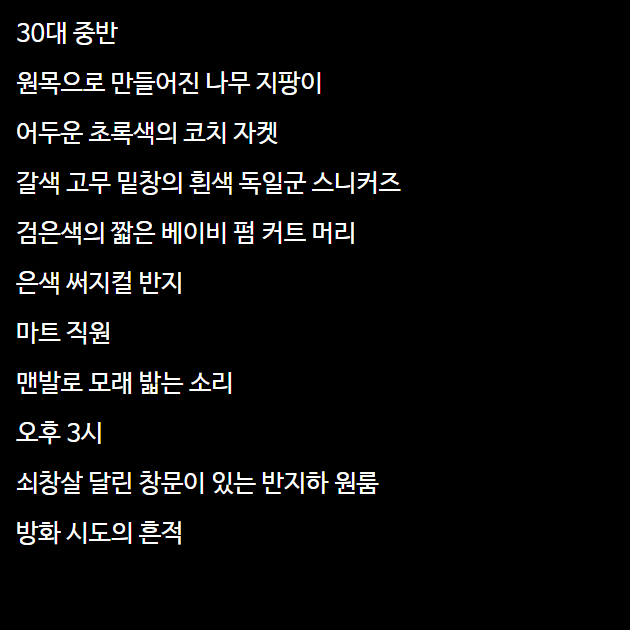 30대 중반
원목으로 만들어진 나무 지팡이
어두운 초록색의 코치 자켓
갈색 고무 밑창의 흰색 독일군 스니커즈
검은색의 짧은 베이비 펌 커트 머리
은색 써지컬 반지
마트 직원
맨발로 모래 밟는 소리
오후 3시
쇠창살 달린 창문이 있는 반지하 원룸
방화 시도의 흔적